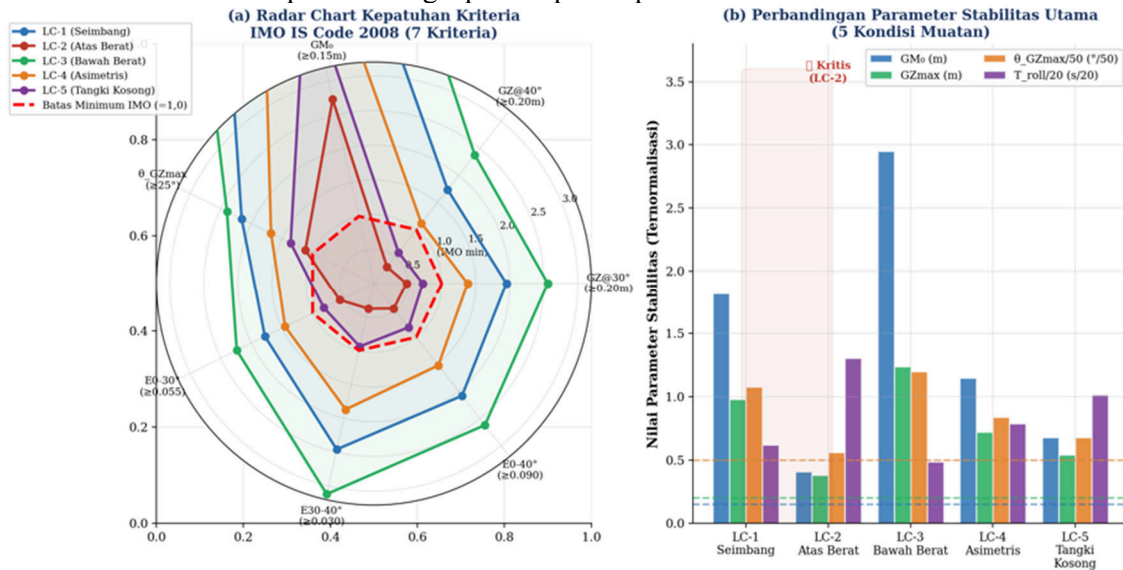 (a) Radar Chart Kepatuhan Kriteria
IMO IS Code 2008 (7 Kriteria)
LC-1 (Seimbang)
LC-2 (Atas Berat)
LC-3 (Bawah Berat)
LC-4 (Asimetris)
LC-5 (Tangki Kosong)
Batas Minimum IMO (=1,0)
GM₀
(≥0.15m)
GZ@40°
(≥0.20m)
GZ@30°
(≥0.20m)
E0-40°
(≥0.090)
E30-40°
(≥0.030)
E0-30°
(≥0.055)
θ_GZmax
(≥25°)
0.5
1.0
(IMO min)
1.5
2.0
2.5
3.0
0.8
0.6
0.4
0.2
0.0
0.0
0.2
0.4
0.6
0.8
1.0
(b) Perbandingan Parameter Stabilitas Utama
(5 Kondisi Muatan)
GM₀ (m)
GZmax (m)
θ_GZmax/50 (°/50)
T_roll/20 (s/20)
Kritis
(LC-2)
Nilai Parameter Stabilitas (Ternormalisasi)
3.5
3.0
2.5
2.0
1.5
1.0
0.5
0.0
LC-1
Seimbang
LC-2
Atas Berat
LC-3
Bawah Berat
LC-4
Asimetris
LC-5
Tangki
Kosong